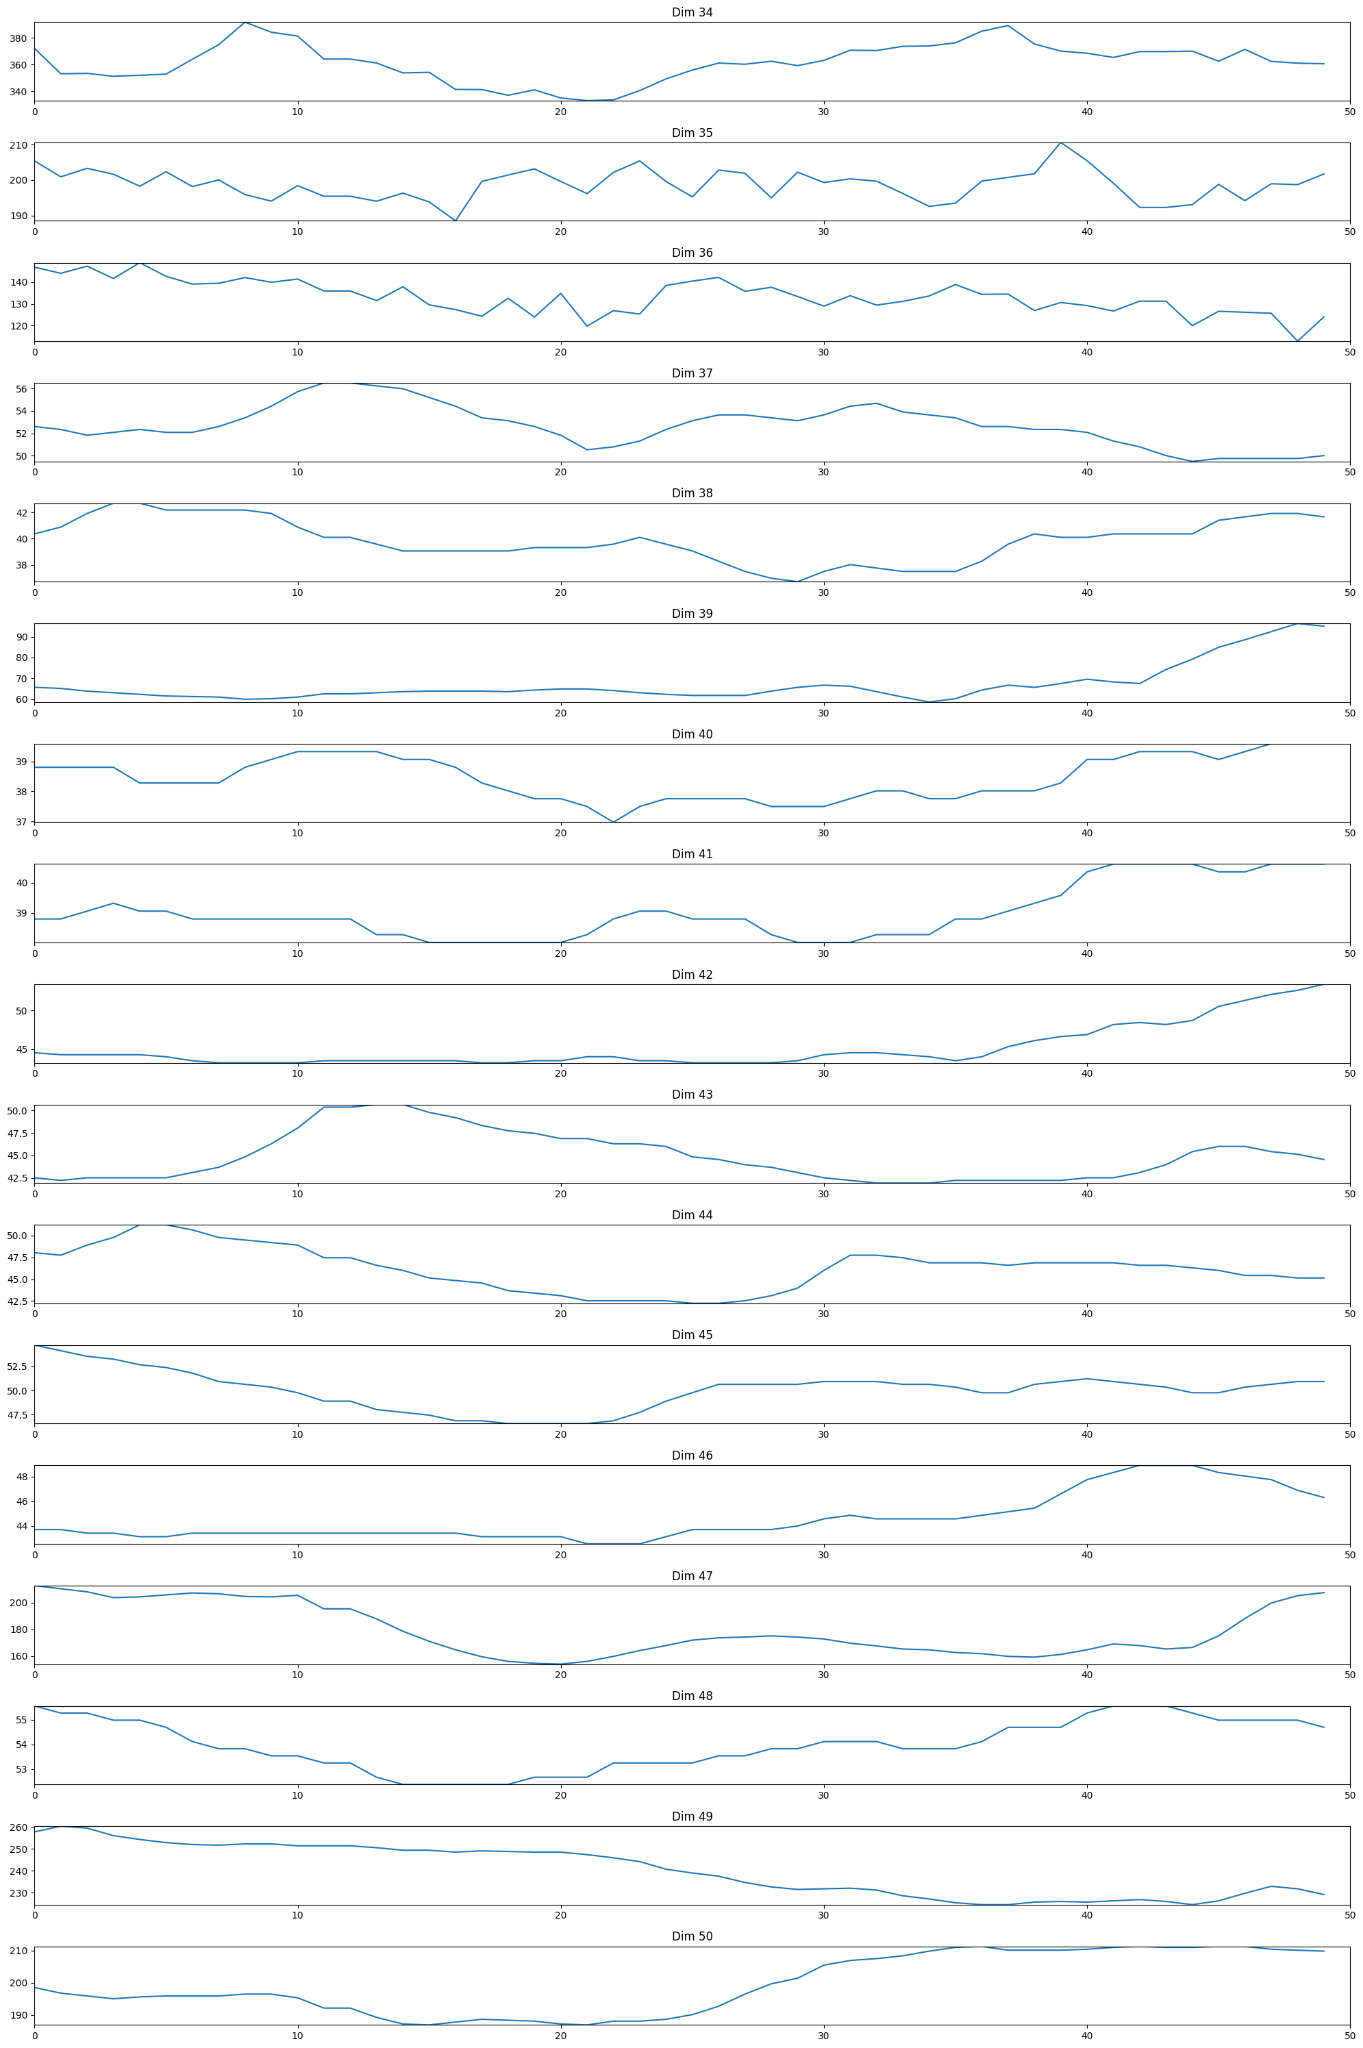 Dim 34
380
360
340
0 10 20 30 40 50
Dim 35
210
200
190
0 10 20 30 40 50
Dim 36
140
130
120
0 10 20 30 40 50
Dim 37
56
54
52
50
0 10 20 30 40 50
Dim 38
42
40
38
0 10 20 30 40 50
Dim 39
90
80
70
60
0 10 20 30 40 50
Dim 40
39
38
37
0 10 20 30 40 50
Dim 41
40
39
0 10 20 30 40 50
Dim 42
50
45
0 10 20 30 40 50
Dim 43
50.0
47.5
45.0
42.5
0 10 20 30 40 50
Dim 44
50.0
47.5
45.0
42.5
0 10 20 30 40 50
Dim 45
52.5
50.0
47.5
0 10 20 30 40 50
Dim 46
48
46
44
0 10 20 30 40 50
Dim 47
200
180
160
0 10 20 30 40 50
Dim 48
55
54
53
0 10 20 30 40 50
Dim 49
260
250
240
230
0 10 20 30 40 50
Dim 50
210
200
190
0 10 20 30 40 50